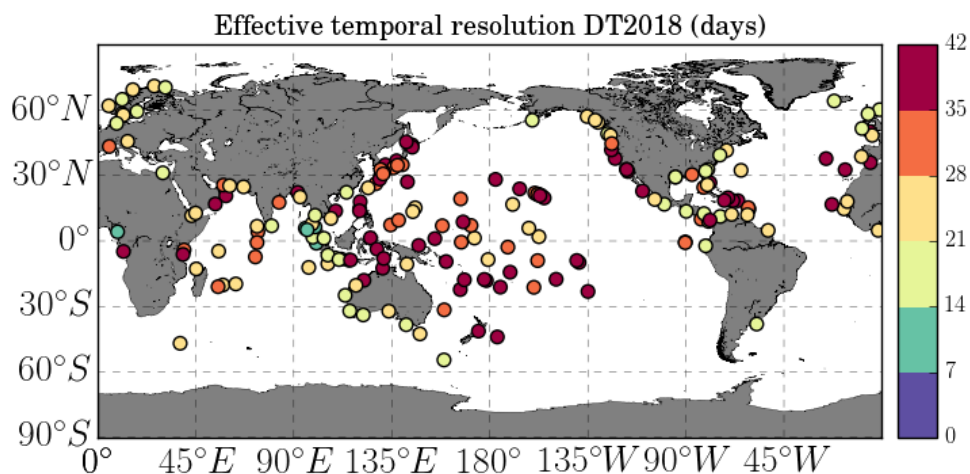 Effective temporal resolution DT2018 (days)
60°N
30°N
0°
30°S
60°S
90°S
0°
45°E
90°E
135°E
180°
135°W
90°W
45°W
42
35
28
21
14
7
0